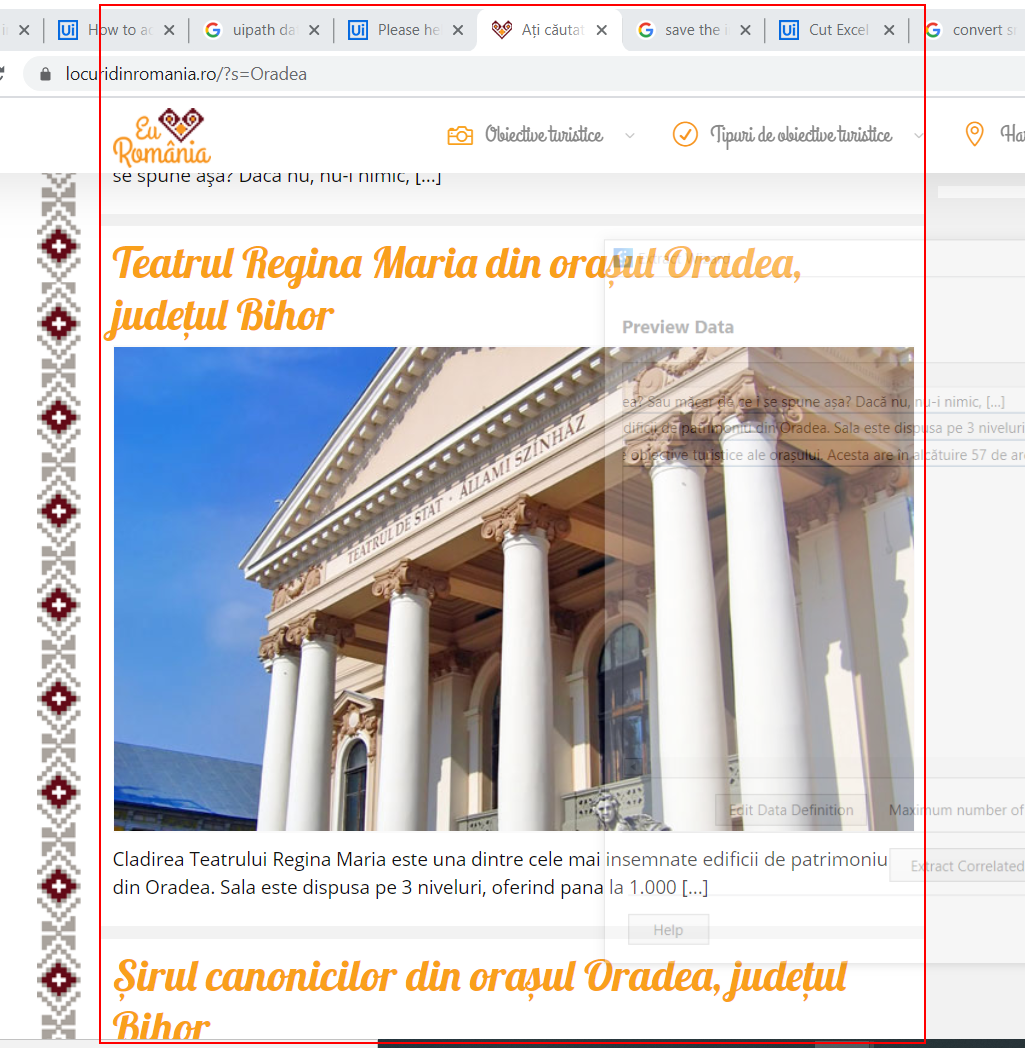 How to ac
uipath da
Please he
Ați căutat
save the i
Cut Excel
convert s
locuridinromania.ro/?s=Oradea
Eu
România
Obiective turistice
Tipuri de obiective turistice
Har
se spune așa? Dacă nu, nu-i nimic, [...]
Teatrul Regina Maria din orașul Oradea,
județul Bihor
Preview Data
ea? Sau măcar de ce i se spune așa? Dacă nu, nu-i nimic, [...]
dificii de patrimoniu din Oradea. Sala este dispusa pe 3 niveluri
obiective turistice ale orașului. Acesta are în alcătuire 57 de ar
TEATRUL DE STAT · ÁLLAMI SZÍNHÁZ
Edit Data Definition
Maximum number of
Cladirea Teatrului Regina Maria este una dintre cele mai insemnate edificii de patrimoniu
din Oradea. Sala este dispusa pe 3 niveluri, oferind pana la 1.000 [...]
Extract Correlated
Help
Șirul canonicilor din orașul Oradea, județul
Bihor